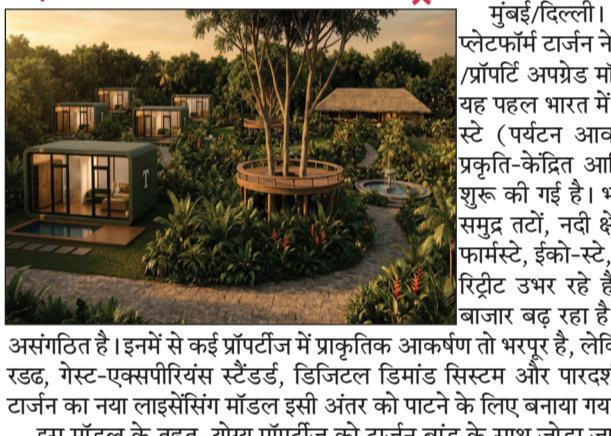 मुंबई/दिल्ली।
प्लेटफॉर्म टार्जन ने
/प्रॉपर्टि अपग्रेड
यह पहल भारत में
स्टे (पर्यटन
प्रकृति-केंद्रित
शुरू की गई है।
समुद्र तटों, नदी
फार्मस्टे, ईको-स्टे,
रिट्रीट उभर रहे
बाजार बढ़ रहा है
T
असंगठित है। इनमें से कई प्रॉपर्टीज में प्राकृतिक आकर्षण तो भरपूर है,
रडढ, गेस्ट-एक्सपीरियंस स्टैंडर्ड, डिजिटल डिमांड सिस्टम और
टार्जन का नया लाइसेंसिंग मॉडल इसी अंतर को पाटने के लिए बनाया गया